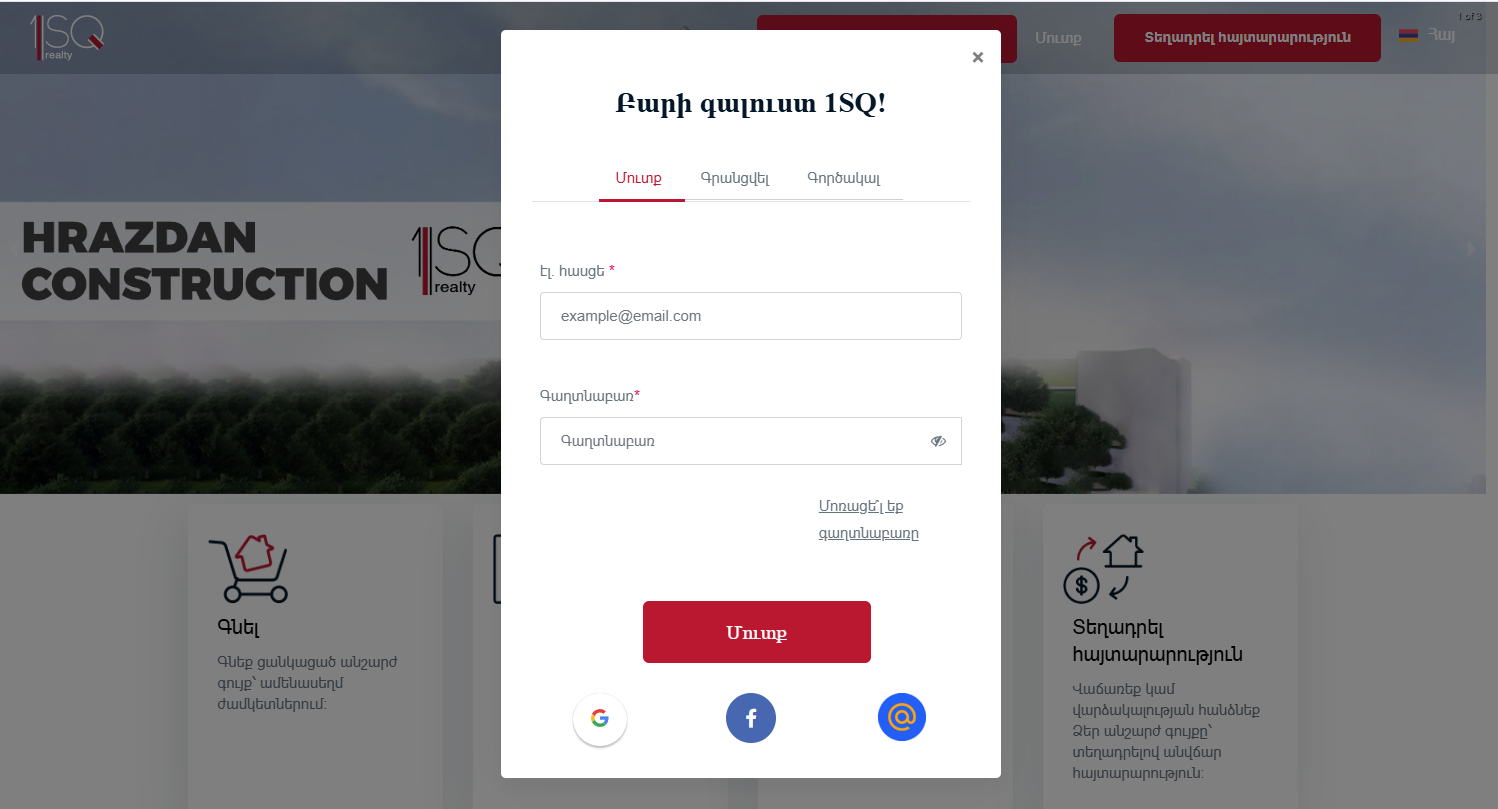 1SQ
realty
Մուտք
Տեղադրել հայտարարություն
Հայ
1 of 3
×
Բարի գալուստ 1SQ!
Մուտք
Գրանցվել
Գործակալ
HRAZDAN
CONSTRUCTION
1SQ
realty
Էլ. հասցե *
example@email.com
Գաղտնաբառ*
Գաղտնաբառ
Մոռացե՞լ եք
գաղտնաբառը
Մուտք
Գնել
Գնեք ցանկացած անշարժ
գույք՝ ամենասեղմ
ժամկետներում:
Տեղադրել
հայտարարություն
Վաճառեք կամ
վարձակալության հանձնեք
Ձեր անշարժ գույքը՝
տեղադրելով անվճար
հայտարարություն: